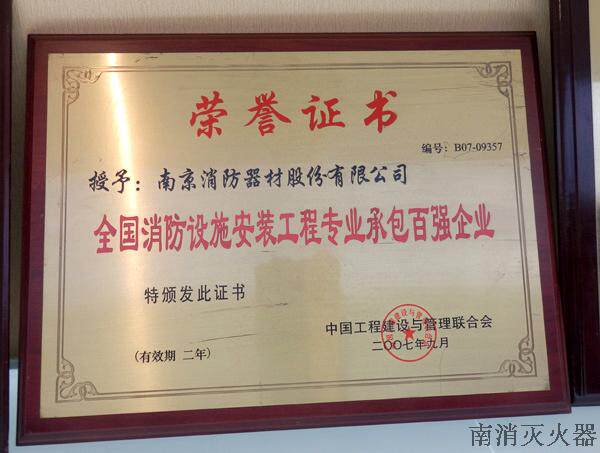 荣誉证书
编号：B07-09357
授予：南京消防器材股份有限公司
全国消防设施安装工程专业承包百强企业
特颁发此证书
中国工程建设与管理联合会
二〇〇七年九月
(有效期 二年)
南消灭火器